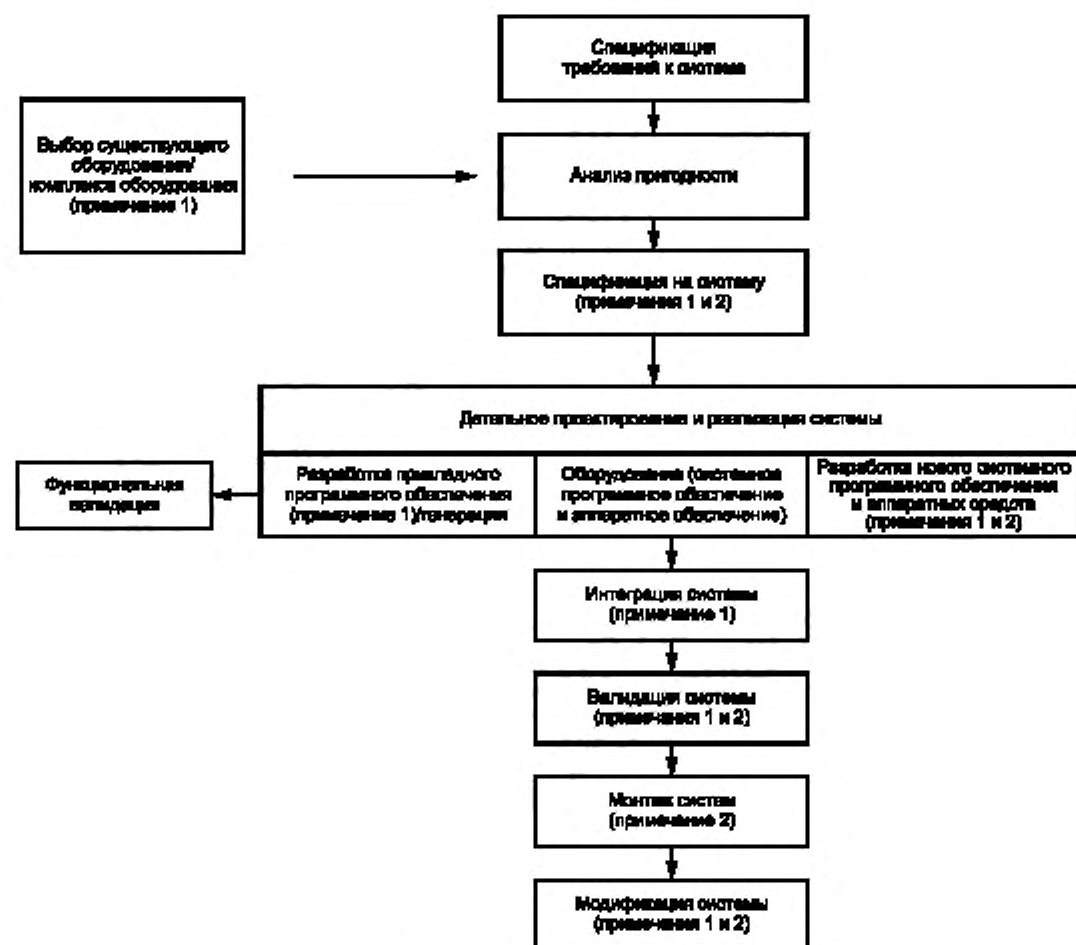 Спецификация
требований к система
Выбор существующего
оборудования/
комплекса оборудования
(примечание 1)
Анализ пригодности
Спецификация на систему
(примечания 1 и 2)
Детальное проектирование и реализация системы
Функциональная
валидация
Разработка прикладного
программного обеспечения
(примечание 1)/генерация
Оборудование (системное
программное обеспечение
и аппаратное обеспечение)
Разработка нового системного
программного обеспечения
и аппаратных средств
(примечания 1 и 2)
Интеграция системы
(примечание 1)
Валидация системы
(примечания 1 и 2)
Монтаж систем
(примечание 2)
Модификация системы
(примечания 1 и 2)